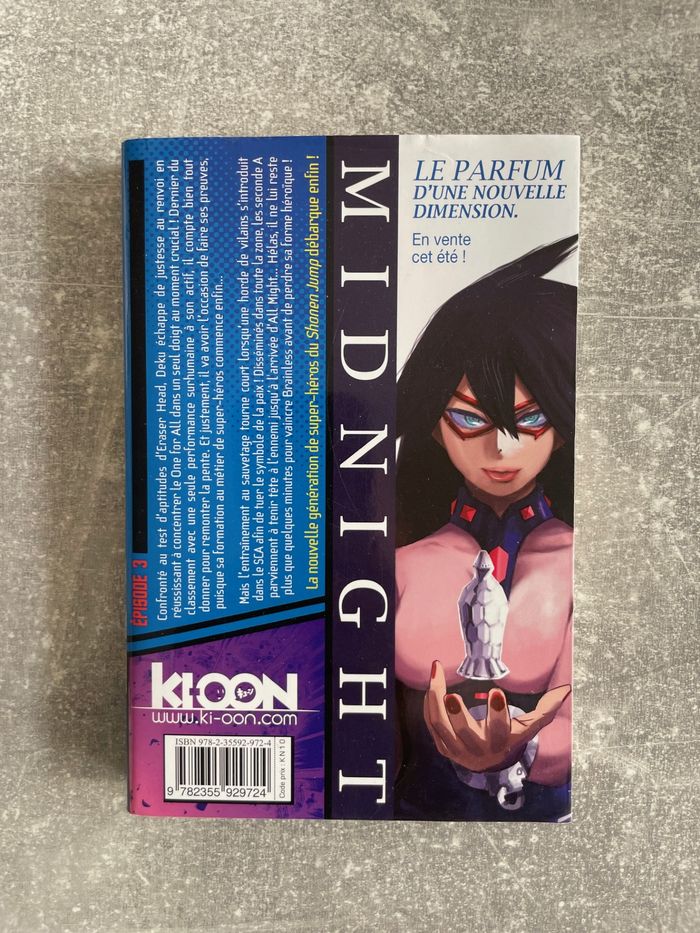 ÉPISODE 3
Confronté au test d'aptitudes d'Eraser Head, Deku échappe de justesse au renvoi en
réussissant à concentrer le One for All dans un seul doigt au moment crucial ! Dernier du
classement avec une seule performance surhumaine à son actif, il compte bien tout
donner pour remonter la pente. Et justement, il va avoir l'occasion de faire ses preuves,
puisque sa formation au métier de super-héros commence enfin...
Mais l'entraînement au sauvetage tourne court lorsqu'une horde de vilains s'introduit
dans le SCA afin de tuer le symbole de la paix ! Disséminés dans toute la zone, les seconde A
parviennent à tenir tête à l'ennemi jusqu'à l'arrivée d'All Might... Hélas, il ne lui reste
plus que quelques minutes pour vaincre Brainless avant de perdre sa forme héroïque !
La nouvelle génération de super-héros du Shonen Jump débarque enfin !
KI-OON
www.ki-oon.com
ISBN 978-2-35592-972-4
9 782355 929724
Code prix : KN10
MIDNIGHT
LE PARFUM
D'UNE NOUVELLE
DIMENSION.
En vente
cet été !